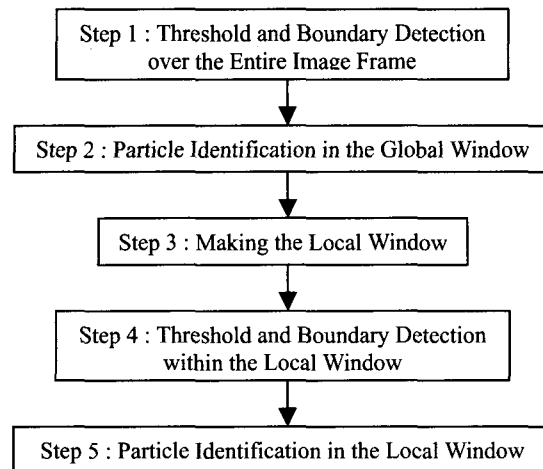 Step 1 : Threshold and Boundary Detection
over the Entire Image Frame
Step 2 : Particle Identification in the Global Window
Step 3 : Making the Local Window
Step 4 : Threshold and Boundary Detection
within the Local Window
Step 5 : Particle Identification in the Local Window